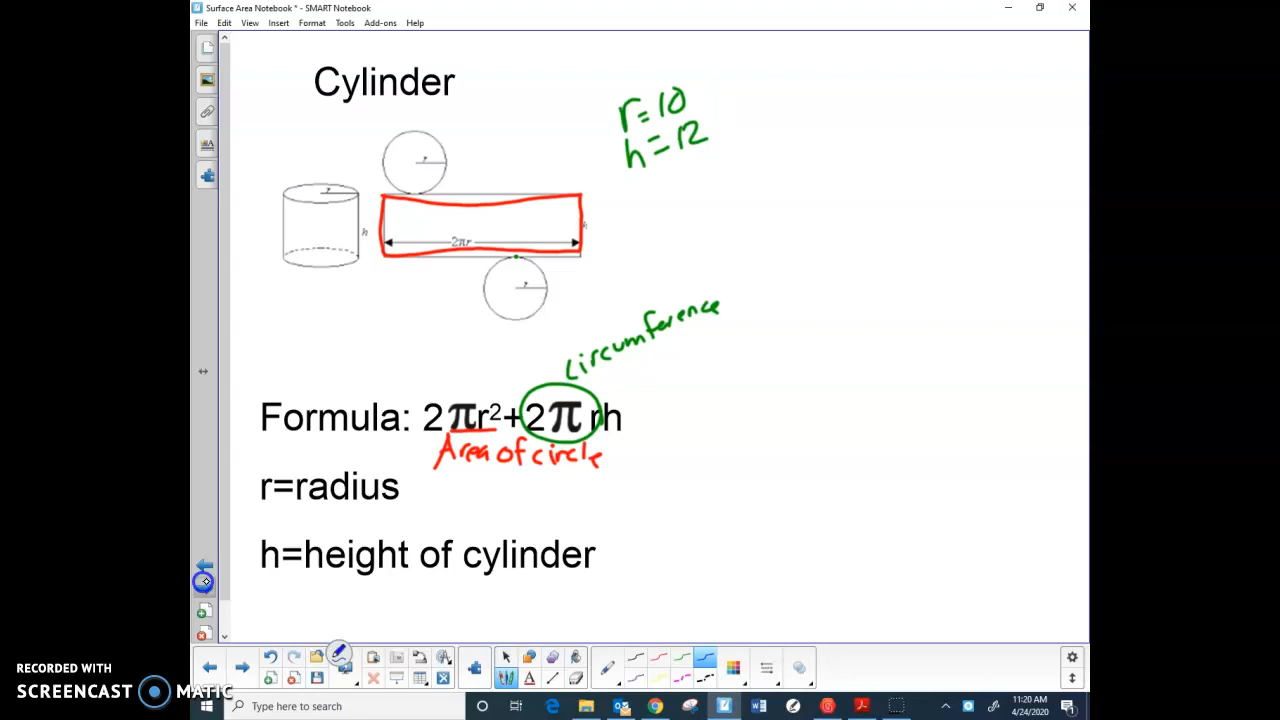 Surface Area Notebook * - SMART Notebook
File Edit View Insert Format Tools Add-ons Help
Cylinder
r=10
h=12
r
r
h
h
2πr
r
circumference
Formula: 2πr²+2πrh
Area of circle
r=radius
h=height of cylinder
RECORDED WITH
SCREENCAST MATIC
Type here to search
11:20 AM
4/24/2020